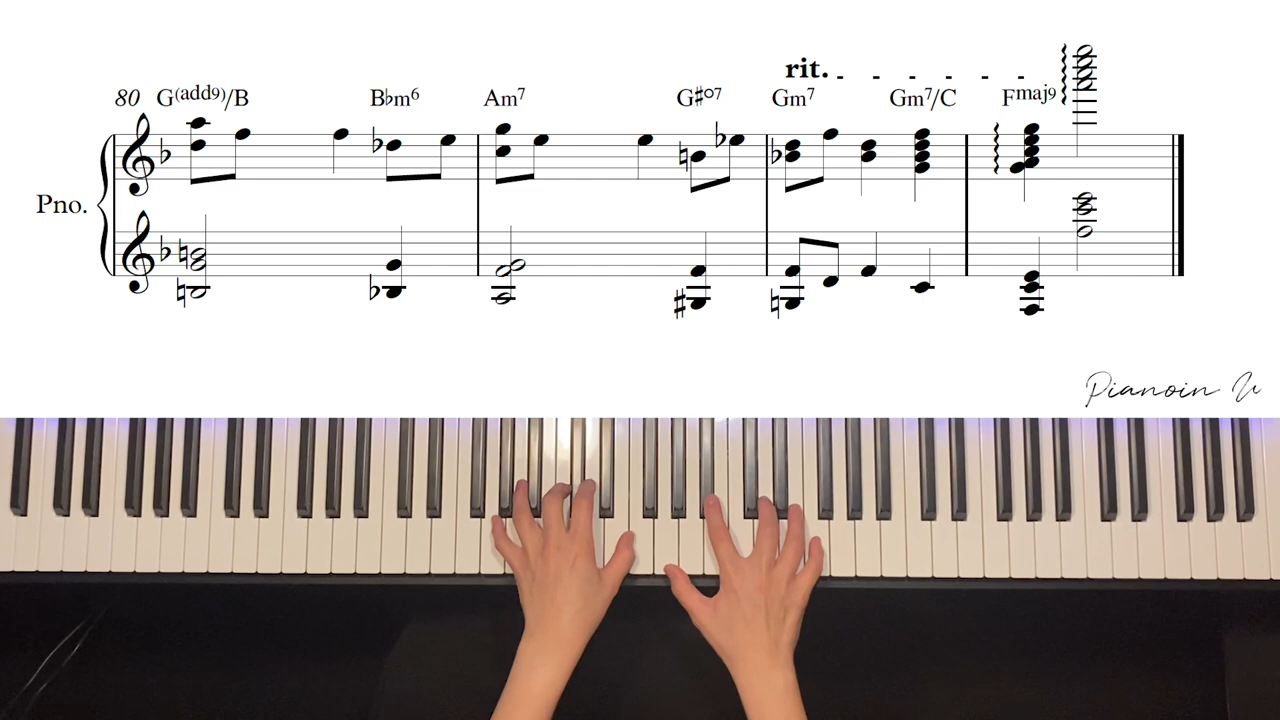 rit.
80 G(add9)/B B♭m6 Am7 G♯o7 Gm7 Gm7/C Fmaj9
Pno.
Pianoin U